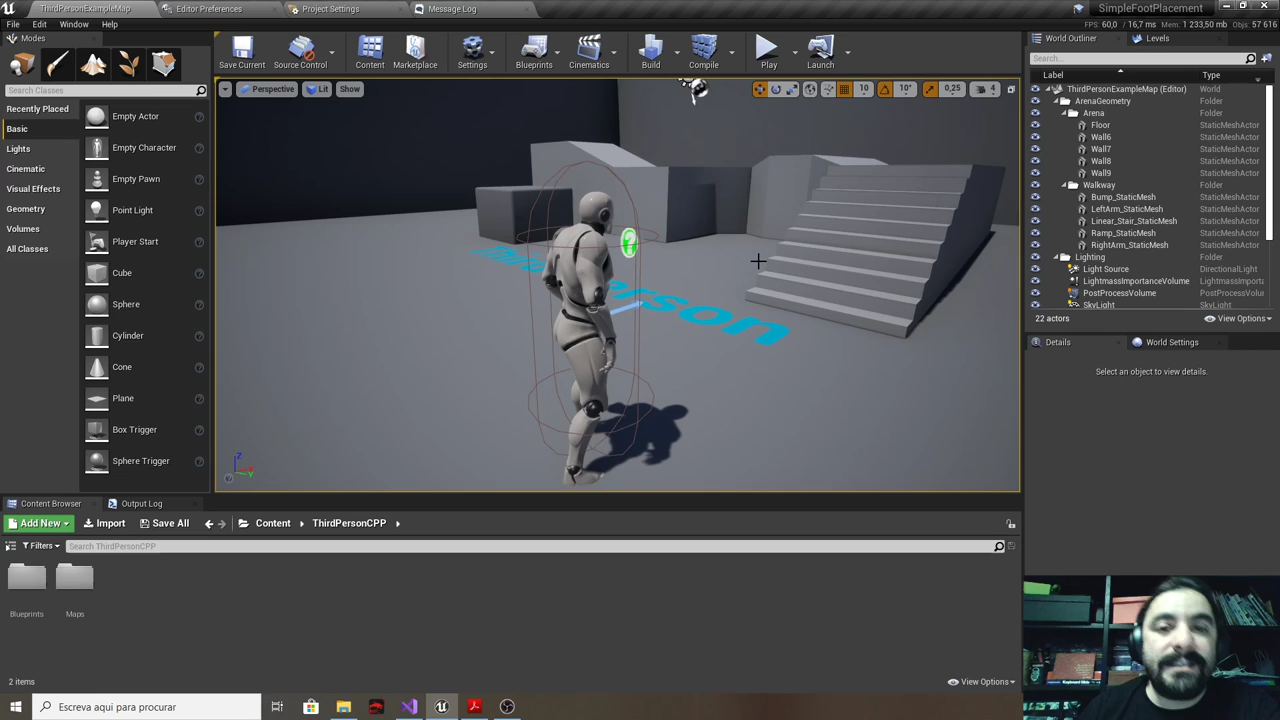 ThirdPersonExampleMap
Editor Preferences
Project Settings
Message Log
SimpleFootPlacement
File
Edit
Window
Help
FPS: 60,0 / 16,7 ms
Mem: 1 233,50 mb
Objs: 57 616
Modes
Search Classes
Recently Placed
Basic
Lights
Cinematic
Visual Effects
Geometry
Volumes
All Classes
Empty Actor
Empty Character
Empty Pawn
Point Light
Player Start
Cube
Sphere
Cylinder
Cone
Plane
Box Trigger
Sphere Trigger
Save Current
Source Control
Content
Marketplace
Settings
Blueprints
Cinematics
Build
Compile
Play
Launch
Perspective
Lit
Show
10
10°
0,25
4
World Outliner
Levels
Search...
Label
Type
ThirdPersonExampleMap (Editor) World
ArenaGeometry Folder
Arena Folder
Floor StaticMeshActor
Wall6 StaticMeshActor
Wall7 StaticMeshActor
Wall8 StaticMeshActor
Wall9 StaticMeshActor
Walkway Folder
Bump_StaticMesh StaticMeshActor
LeftArm_StaticMesh StaticMeshActor
Linear_Stair_StaticMesh StaticMeshActor
Ramp_StaticMesh StaticMeshActor
RightArm_StaticMesh StaticMeshActor
Lighting Folder
Light Source DirectionalLight
LightmassImportanceVolume LightmassImporta
PostProcessVolume PostProcessVolu
SkyLight SkyLight
22 actors
View Options
Details
World Settings
Select an object to view details.
Content Browser
Output Log
Add New
Import
Save All
Content
ThirdPersonCPP
Filters
Search ThirdPersonCPP
Blueprints
Maps
2 items
View Options
Escreva aqui para procurar